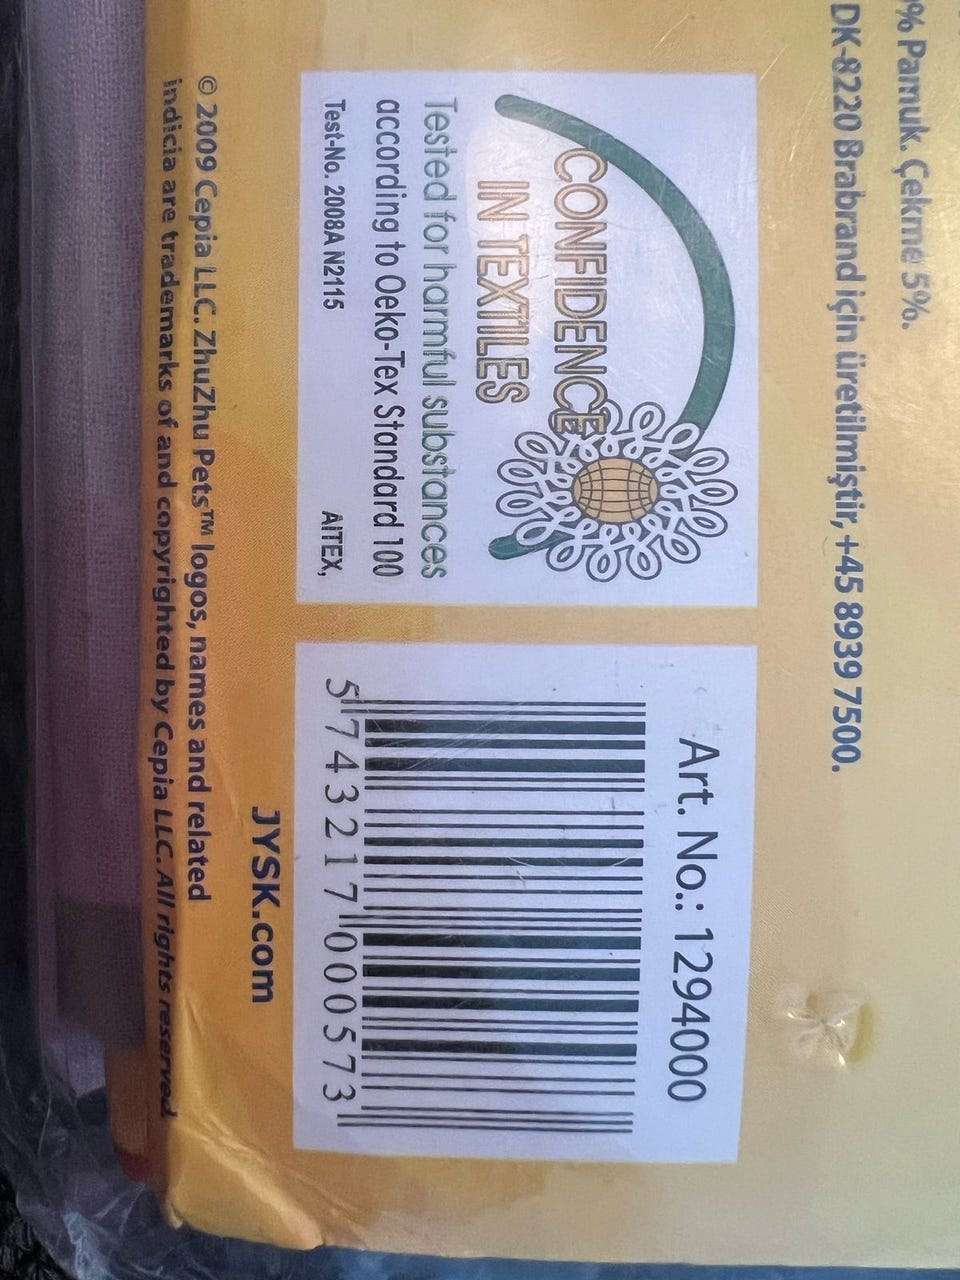 % Pamuk. Çekme 5%.
DK-8220 Brabrand için üretilmiştir, +45 8939 7500.
CONFIDENCE
IN TEXTILES
Tested for harmful substances
according to Oeko-Tex Standard 100
Test-No. 2008AN2115 AITEX,
Art. No.: 1294000
5 743217 000573
JYSK.com
© 2009 Cepia LLC. ZhuZhu Pets™ logos, names and related
indicia are trademarks of and copyrighted by Cepia LLC. All rights reserved